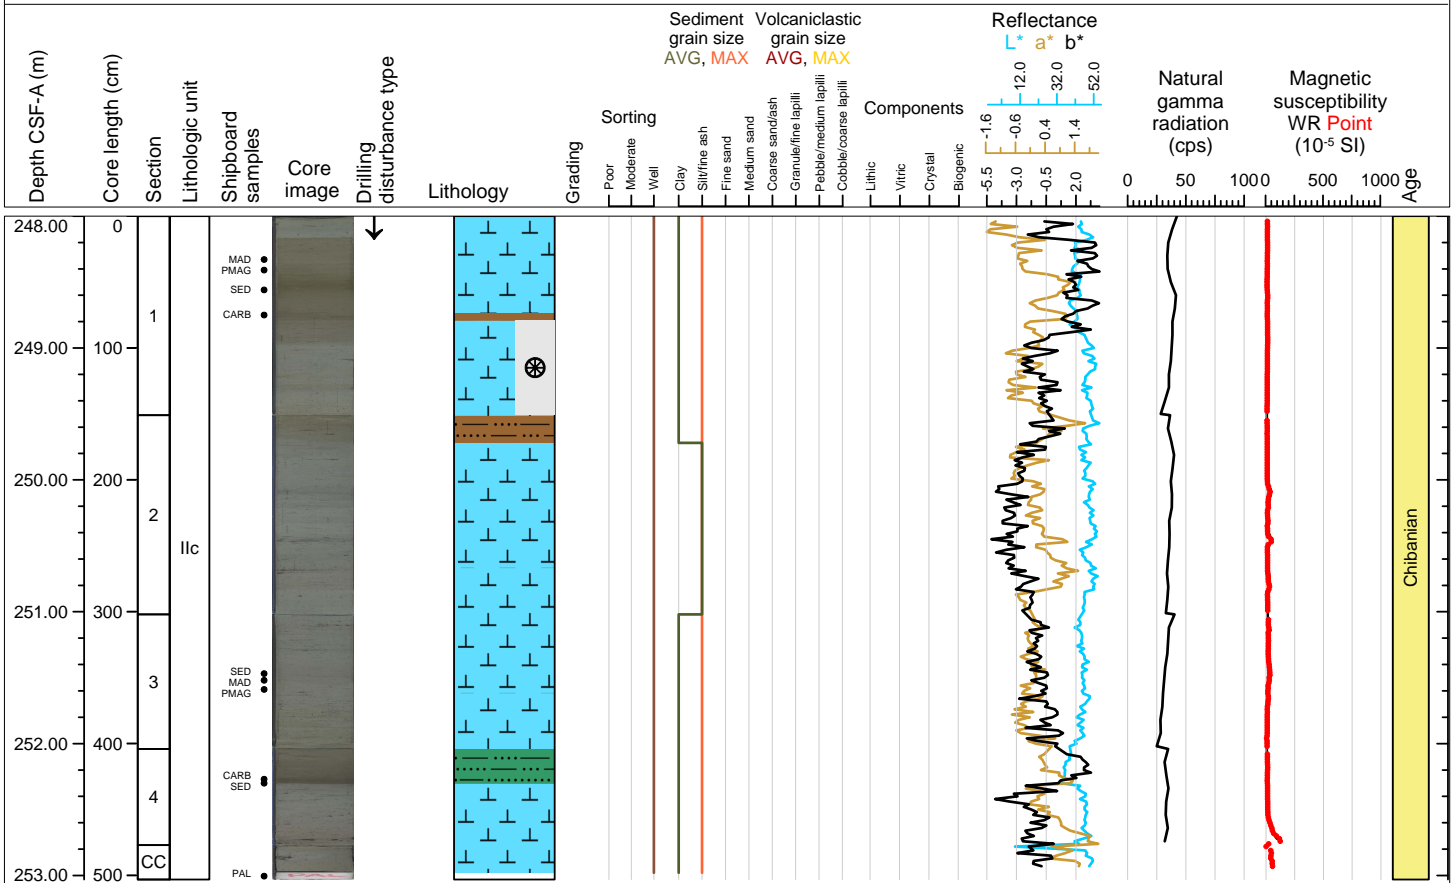 Depth CSF-A (m)
Core length (cm)
Section
Lithologic unit
Shipboard
samples
Core
image
Drilling
disturbance type
Lithology
Grading
Sorting
Poor
Moderate
Well
Sediment
grain size
AVG, MAX
Volcaniclastic
grain size
AVG, MAX
Clay
Silt/fine ash
Fine sand
Medium sand
Coarse sand/ash
Granule/fine lapilli
Pebble/medium lapilli
Cobble/coarse lapilli
Components
Lithic
Vitric
Crystal
Biogenic
Reflectance
L* a* b*
12.0 32.0 52.0
-1.6 -0.6 0.4 1.4
-5.5 -3.0 -0.5 2.0
Natural
gamma
radiation
(cps)
0 50 100
Magnetic
susceptibility
WR Point
(10-5 SI)
0 500 1000
Age
248.00 0
MAD
PMAG
SED
CARB
1
249.00 100
250.00 200
2
IIc
Chibanian
251.00 300
SED
MAD
PMAG
3
252.00 400
CARB
SED
4
CC
PAL
253.00 500